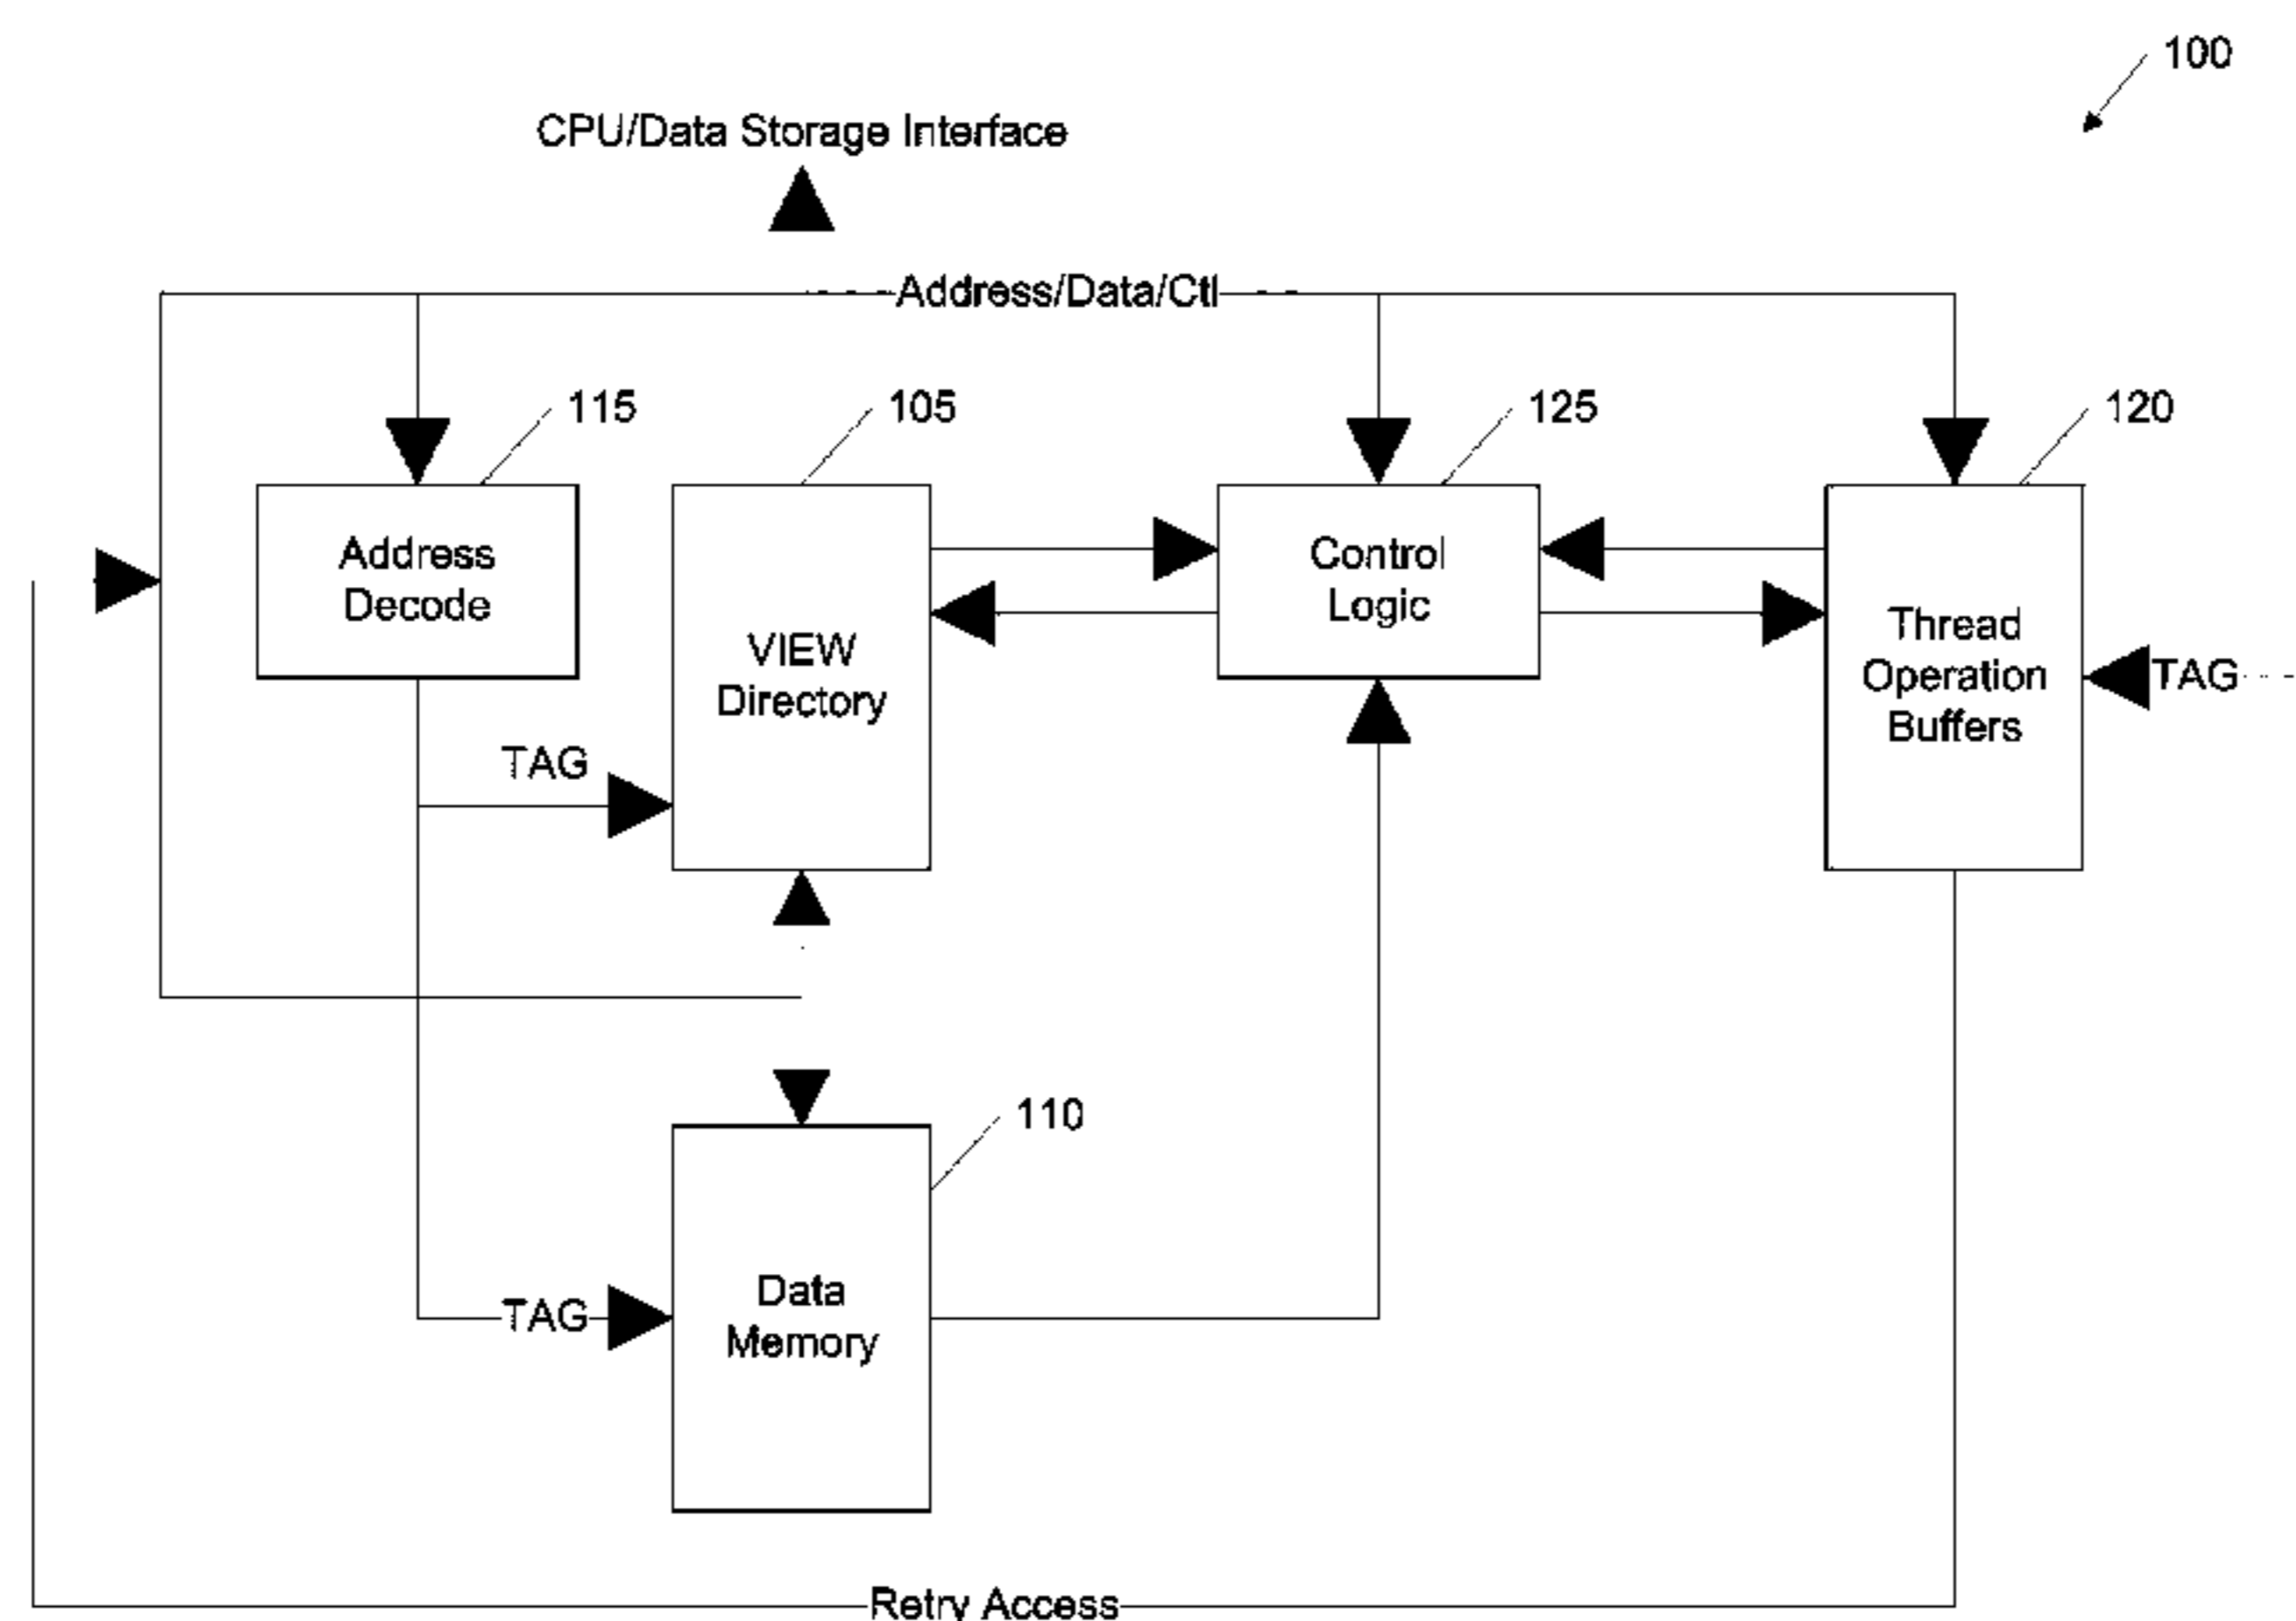 100
CPU/Data Storage Interface
Address/Data/Ctl
115
105
125
120
Address
Decode
VIEW
Directory
Control
Logic
Thread
Operation
Buffers
TAG
TAG
110
TAG
Data
Memory
Retry Access